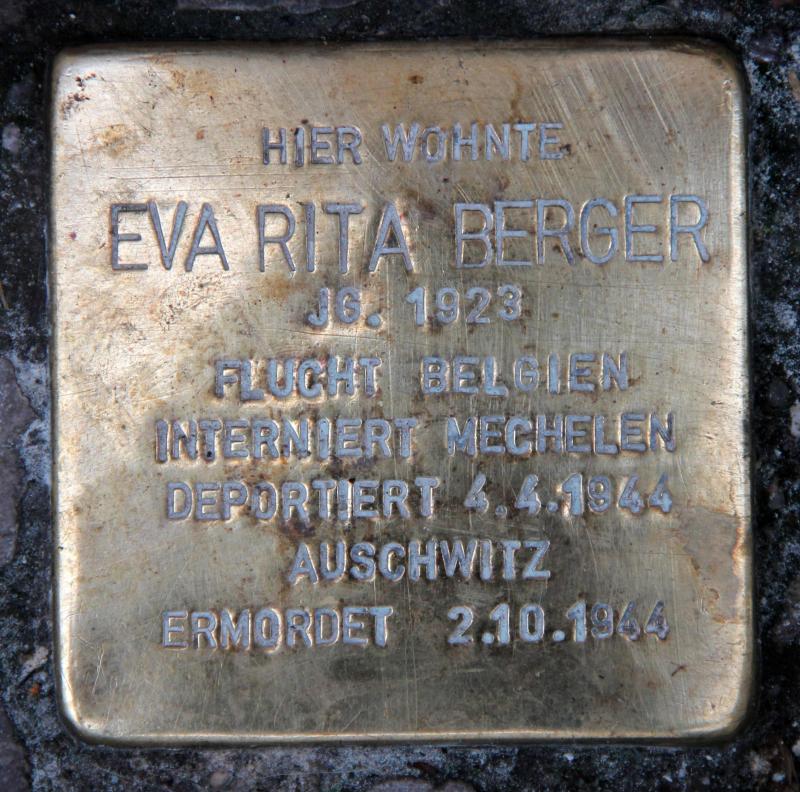 HIER WOHNTE
EVA RITA BERGER
JG. 1923
FLUCHT BELGIEN
INTERNIERT MECHELEN
DEPORTIERT 4.4.1944
AUSCHWITZ
ERMORDET 2.10.1944